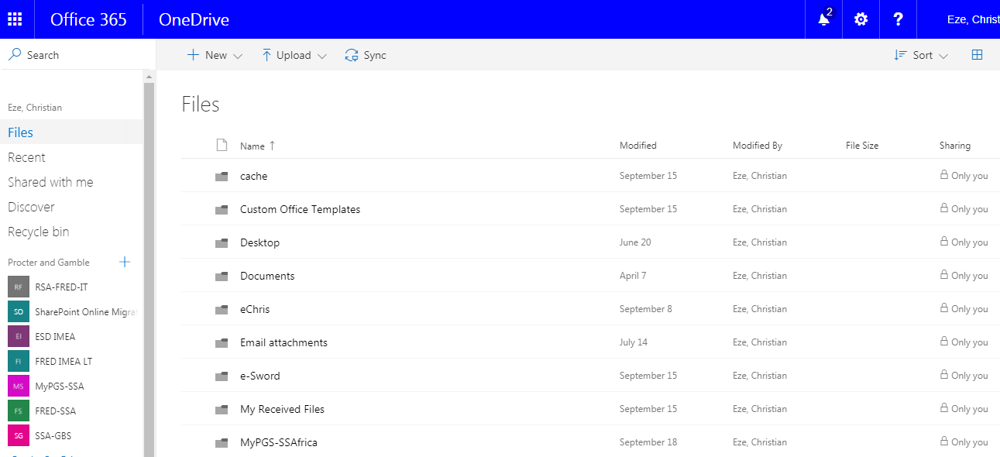 Office 365 OneDrive 2 ? Eze, Christ
Search New Upload Sync Sort
Eze, Christian
Files
Recent
Shared with me
Discover
Recycle bin
Procter and Gamble
RF RSA-FRED-IT
SO SharePoint Online Migra
EI ESD IMEA
FI FRED IMEA LT
MS MyPGS-SSA
FS FRED-SSA
SG SSA-GBS
Files
Name Modified Modified By File Size Sharing
cache September 15 Eze, Christian Only you
Custom Office Templates September 15 Eze, Christian Only you
Desktop June 20 Eze, Christian Only you
Documents April 7 Eze, Christian Only you
eChris September 8 Eze, Christian Only you
Email attachments July 14 Eze, Christian Only you
e-Sword September 15 Eze, Christian Only you
My Received Files September 15 Eze, Christian Only you
MyPGS-SSAfrica September 18 Eze, Christian Only you